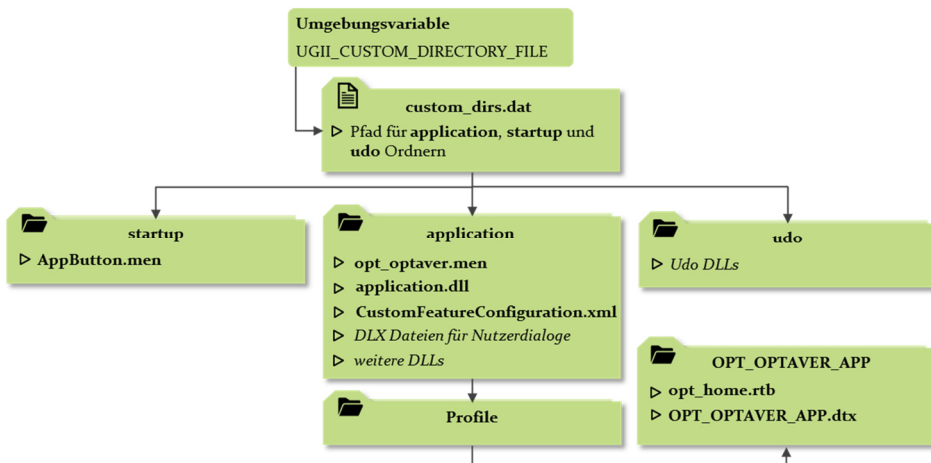 Umgebungsvariable
UGII_CUSTOM_DIRECTORY_FILE
custom_dirs.dat
Pfad für application, startup und
udo Ordnern
startup
AppButton.men
application
opt_optaver.men
application.dll
CustomFeatureConfiguration.xml
DLX Dateien für Nutzerdialoge
weitere DLLs
udo
Udo DLLs
Profile
OPT_OPTAVER_APP
opt_home.rtb
OPT_OPTAVER_APP.dtx